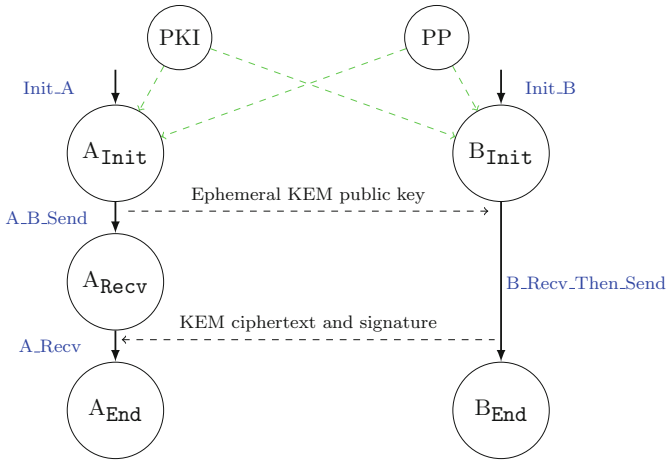 PKI
PP
Init_A
Init_B
A_Init
B_Init
Ephemeral KEM public key
A_B_Send
A_Recv
B_Recv_Then_Send
KEM ciphertext and signature
A_Recv
A_End
B_End